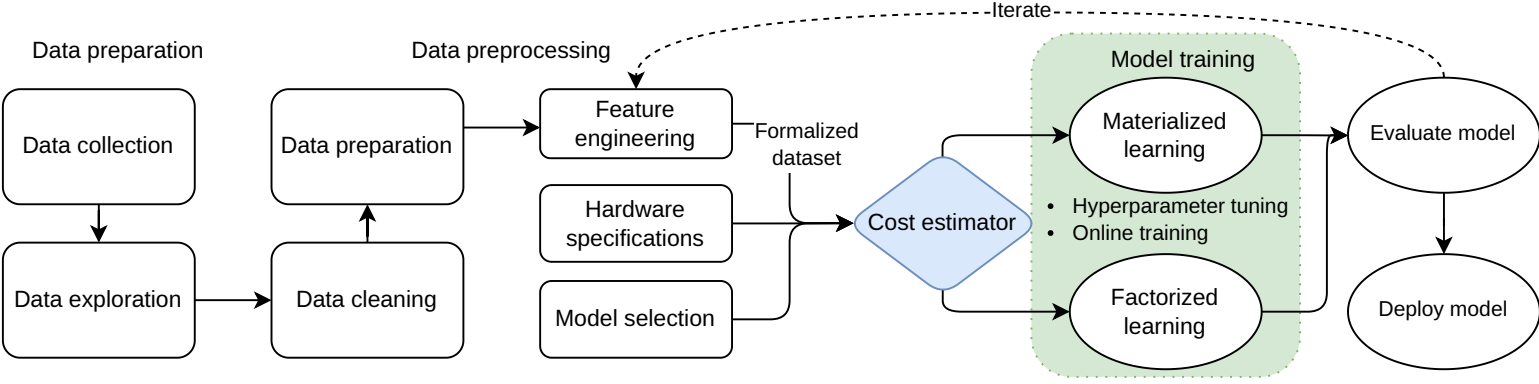 Iterate
Data preparation
Data preprocessing
Model training
Data collection
Data preparation
Feature
engineering
Formalized
dataset
Materialized
learning
Evaluate model
Hardware
specifications
Cost estimator
• Hyperparameter tuning
• Online training
Data exploration
Data cleaning
Model selection
Factorized
learning
Deploy model